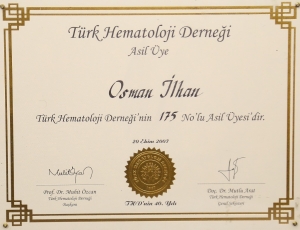 Türk Hematoloji Derneği
Asil Üye
Osman İlhan
Türk Hematoloji Derneği'nin 175 No'lu Asil Üyesi'dir.
20 Ekim 2007
Prof. Dr. Muhit Özcan
Türk Hematoloji Derneği
Başkanı
Doç. Dr. Mutlu Arat
Türk Hematoloji Derneği
Genel Sekreteri
THD'nin 40. Yılı